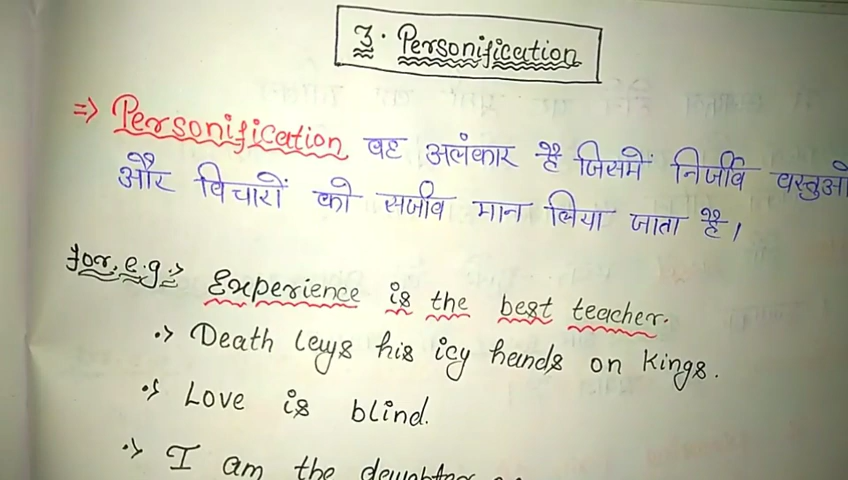 3. Personification
=> Personification वह अलंकार है जिसमें निर्जीव वस्तुओ
और विचारों को सजीव मान लिया जाता है।
for. e.g:> Experience is the best teacher.
.> Death leys his icy hands on Kings.
.> Love is blind.
.> I am the